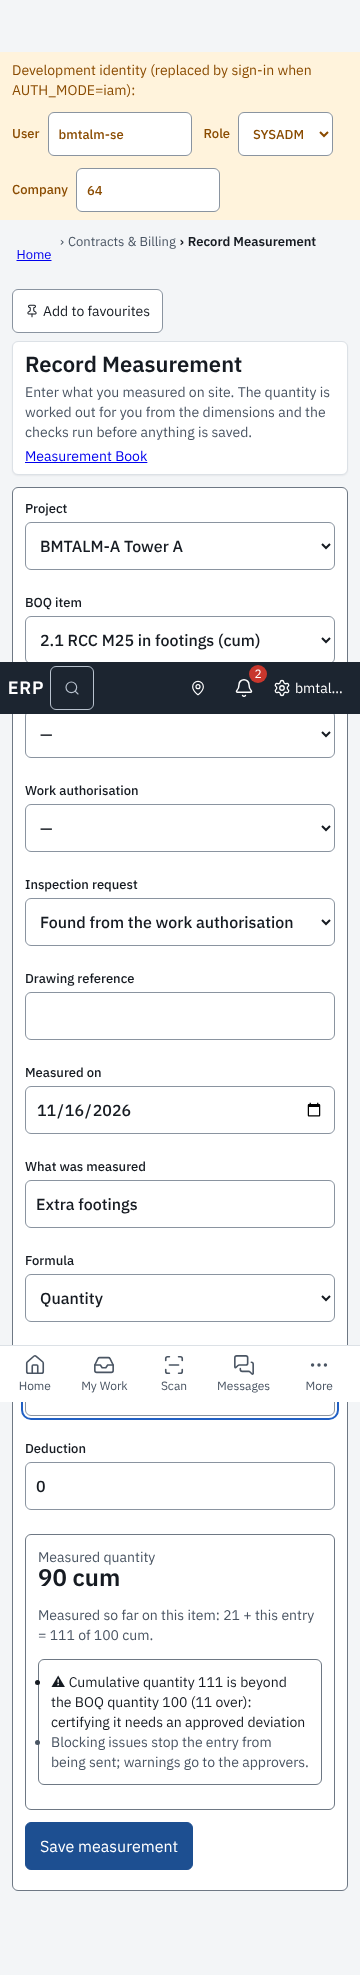 Development identity (replaced by sign-in when
AUTH_MODE=iam):
User bmtalm-se Role SYSADM
Company 64
Home › Contracts & Billing › Record Measurement
Add to favourites
Record Measurement
Enter what you measured on site. The quantity is
worked out for you from the dimensions and the
checks run before anything is saved.
Measurement Book
Project
BMTALM-A Tower A
BOQ item
2.1 RCC M25 in footings (cum)
ERP 2 bmtal...
—
Work authorisation
—
Inspection request
Found from the work authorisation
Drawing reference
Measured on
11/16/2026
What was measured
Extra footings
Formula
Quantity
Home My Work Scan Messages More
Deduction
0
Measured quantity
90 cum
Measured so far on this item: 21 + this entry
= 111 of 100 cum.
• ⚠ Cumulative quantity 111 is beyond
the BOQ quantity 100 (11 over):
certifying it needs an approved deviation
• Blocking issues stop the entry from
being sent; warnings go to the approvers.
Save measurement